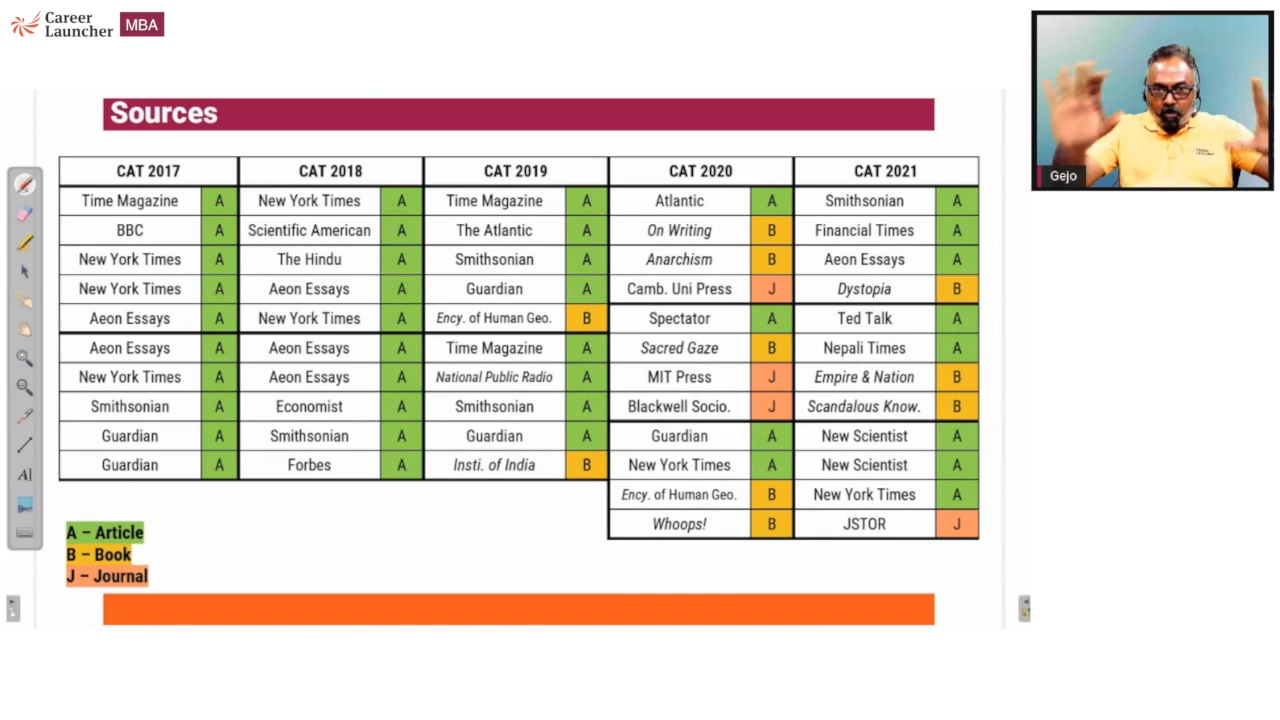 Career
Launcher MBA
Gejo
Sources
CAT 2017 CAT 2018 CAT 2019 CAT 2020 CAT 2021
Time Magazine A New York Times A Time Magazine A Atlantic A Smithsonian A
BBC A Scientific American A The Atlantic A On Writing B Financial Times A
New York Times A The Hindu A Smithsonian A Anarchism B Aeon Essays A
New York Times A Aeon Essays A Guardian A Camb. Uni Press J Dystopia B
Aeon Essays A New York Times A Ency. of Human Geo. B Spectator A Ted Talk A
Aeon Essays A Aeon Essays A Time Magazine A Sacred Gaze B Nepali Times A
New York Times A Aeon Essays A National Public Radio A MIT Press J Empire & Nation B
Smithsonian A Economist A Smithsonian A Blackwell Socio. J Scandalous Know. B
Guardian A Smithsonian A Guardian A Guardian A New Scientist A
Guardian A Forbes A Insti. of India B New York Times A New Scientist A
Ency. of Human Geo. B New York Times A
Whoops! B JSTOR J
A – Article
B – Book
J – Journal
AI